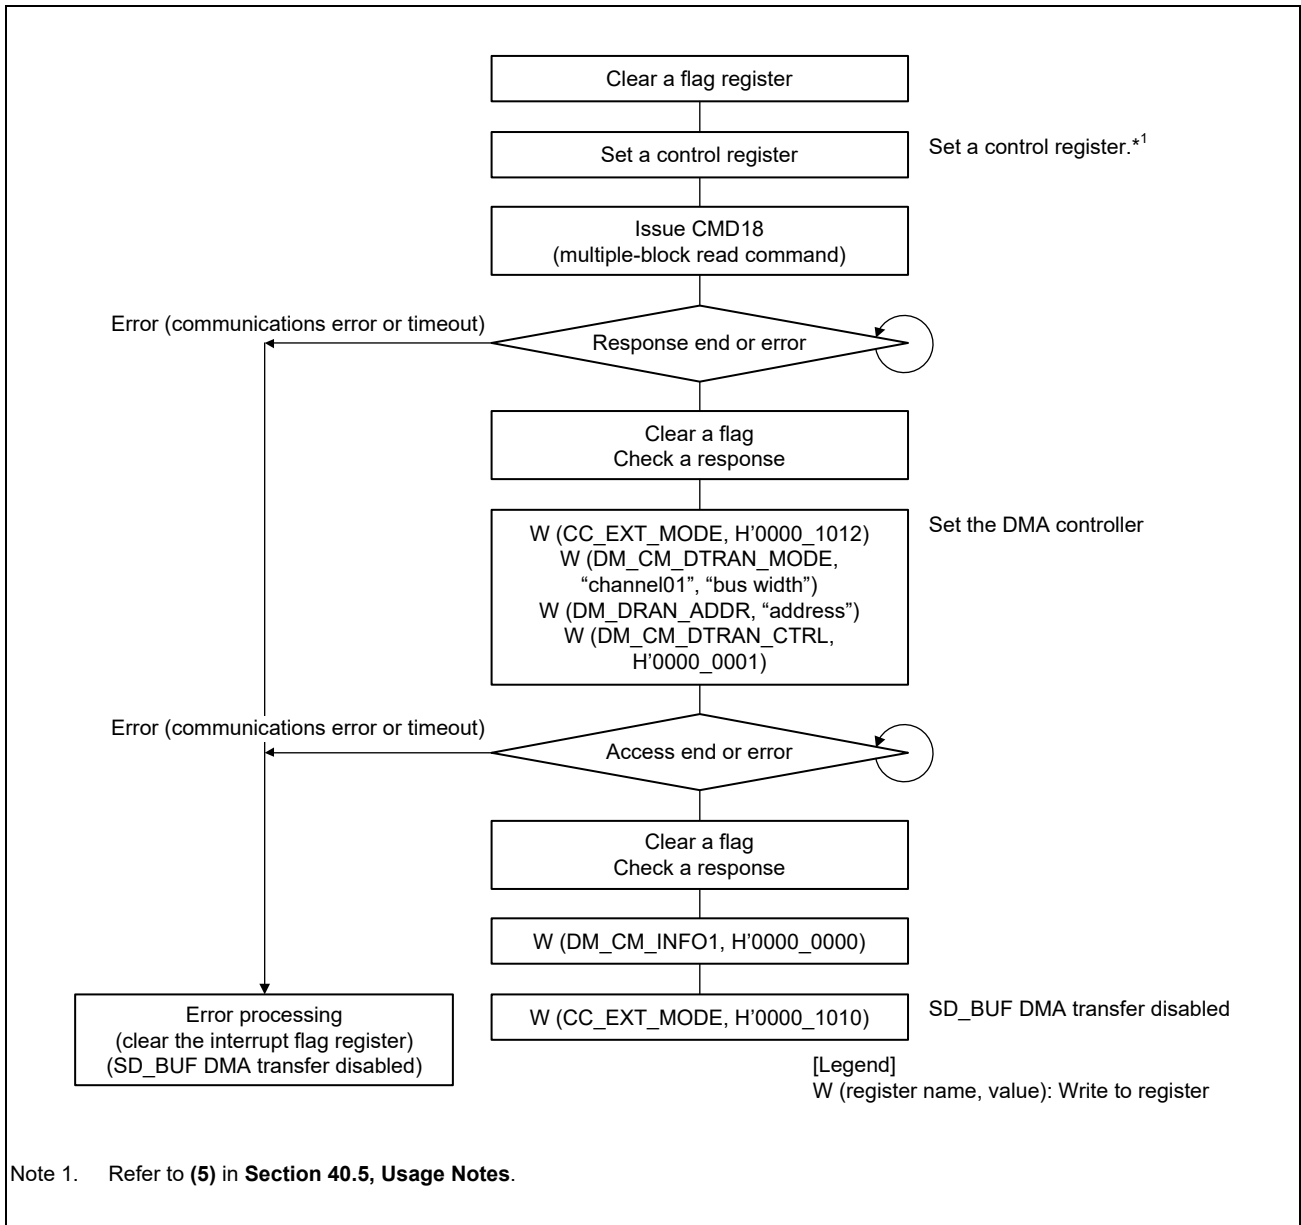 Clear a flag register
Set a control register
Set a control register.*1
Issue CMD18
(multiple-block read command)
Error (communications error or timeout)
Response end or error
Clear a flag
Check a response
W (CC_EXT_MODE, H'0000_1012)
W (DM_CM_DTRAN_MODE,
“channel01”, “bus width”)
W (DM_DRAN_ADDR, “address”)
W (DM_CM_DTRAN_CTRL,
H'0000_0001)
Set the DMA controller
Error (communications error or timeout)
Access end or error
Clear a flag
Check a response
W (DM_CM_INFO1, H'0000_0000)
Error processing
(clear the interrupt flag register)
(SD_BUF DMA transfer disabled)
W (CC_EXT_MODE, H'0000_1010)
SD_BUF DMA transfer disabled
[Legend]
W (register name, value): Write to register
Note 1. Refer to (5) in Section 40.5, Usage Notes.